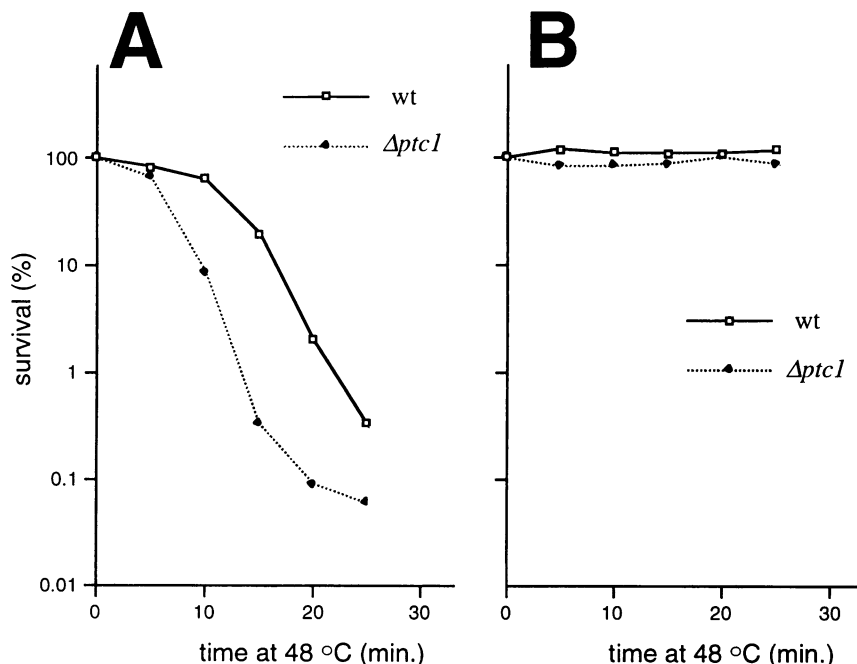 A
wt
Δptc1
100
10
1
0.1
0.01
survival (%)
0
10
20
30
time at 48 °C (min.)
B
wt
Δptc1
0
10
20
30
time at 48 °C (min.)